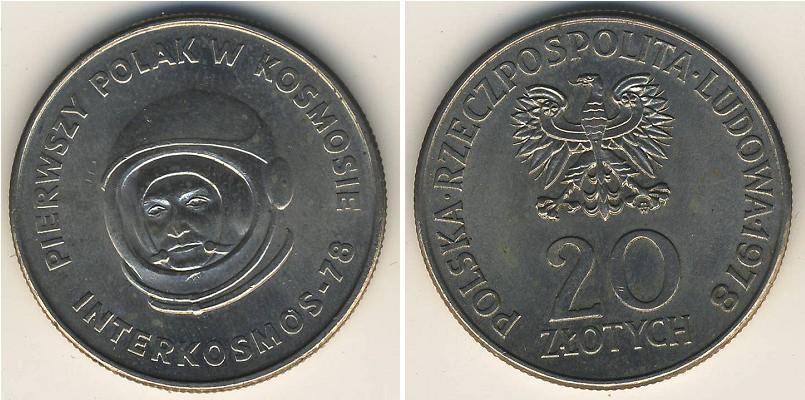 PIERWSZY POLAK W KOSMOSIE
INTERKOSMOS-78
POLSKA·RZECZPOSPOLITA·LUDOWA·1978
20
ZŁOTYCH